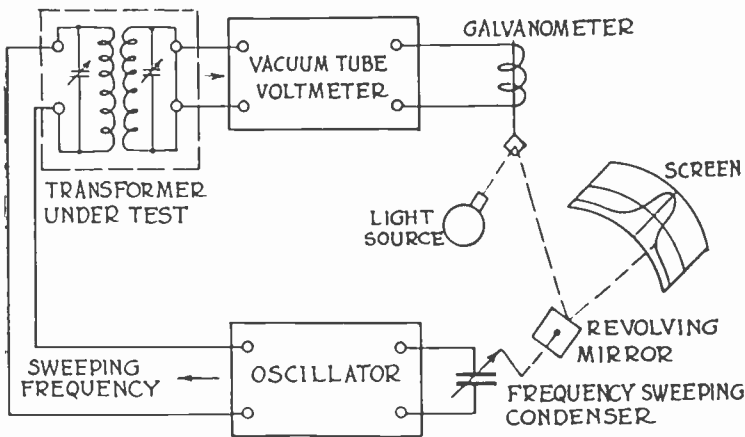 GALVANOMETER
VACUUM TUBE
VOLTMETER
SCREEN
TRANSFORMER
UNDER TEST
LIGHT
SOURCE
REVOLVING
MIRROR
SWEEPING
FREQUENCY
OSCILLATOR
FREQUENCY SWEEPING
CONDENSER